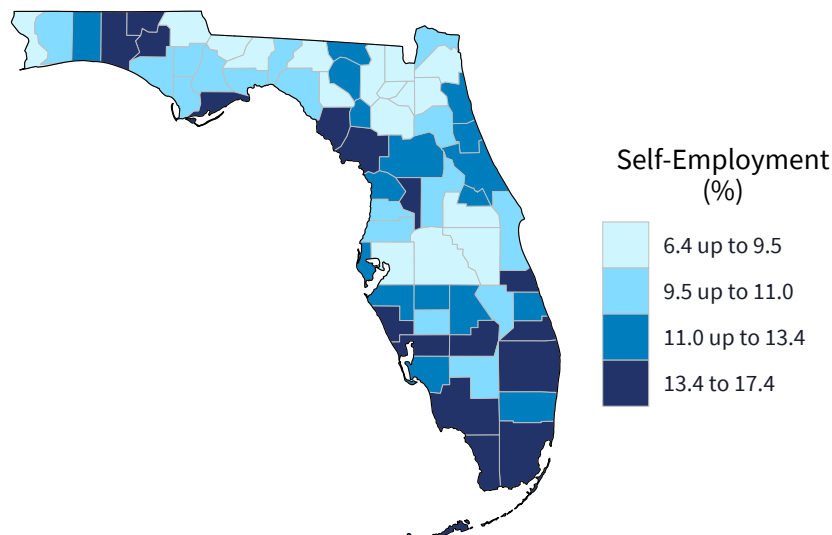 Self-Employment
(%)
6.4 up to 9.5
9.5 up to 11.0
11.0 up to 13.4
13.4 to 17.4